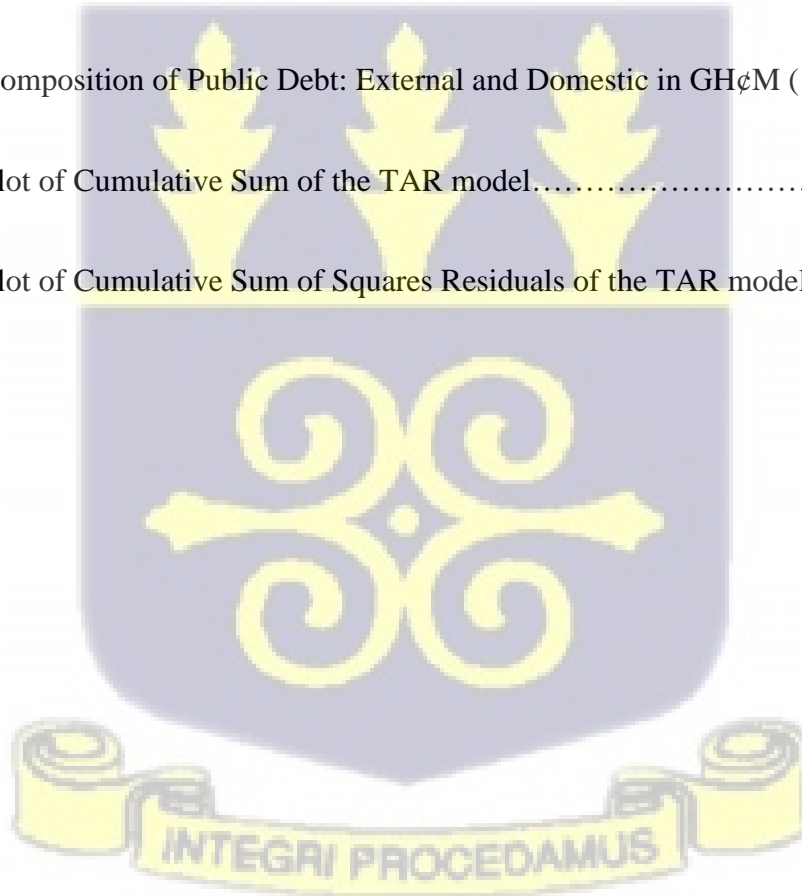 omposition of Public Debt: External and Domestic in GH¢M (
lot of Cumulative Sum of the TAR model……………………….
lot of Cumulative Sum of Squares Residuals of the TAR model
INTEGRI PROCEDAMUS